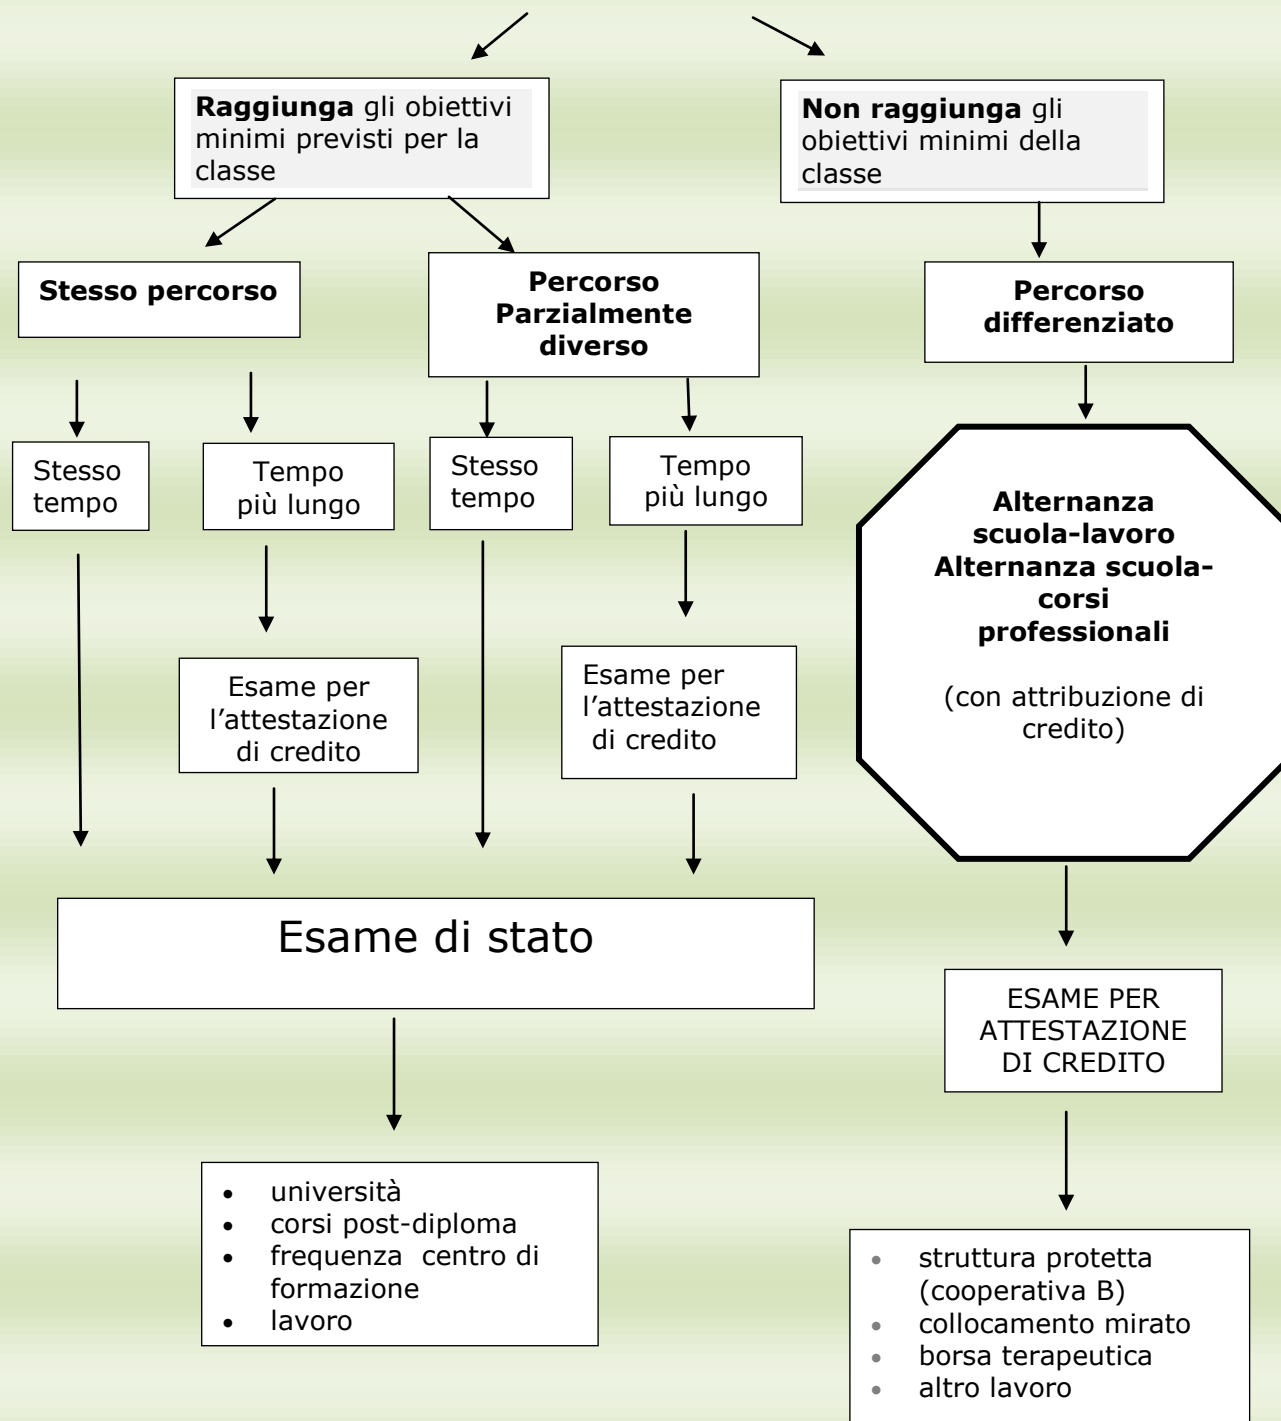 Raggiunga gli obiettivi
minimi previsti per la
classe
Non raggiunga gli
obiettivi minimi della
classe
Stesso percorso
Percorso
Parzialmente
diverso
Percorso
differenziato
Stesso
tempo
Tempo
più lungo
Stesso
tempo
Tempo
più lungo
Alternanza
scuola-lavoro
Alternanza scuola-
corsi
professionali
(con attribuzione di
credito)
Esame per
l’attestazione
di credito
Esame per
l’attestazione
di credito
Esame di stato
ESAME PER
ATTESTAZIONE
DI CREDITO
• università
• corsi post-diploma
• frequenza centro di
formazione
• lavoro
• struttura protetta
(cooperativa B)
• collocamento mirato
• borsa terapeutica
• altro lavoro